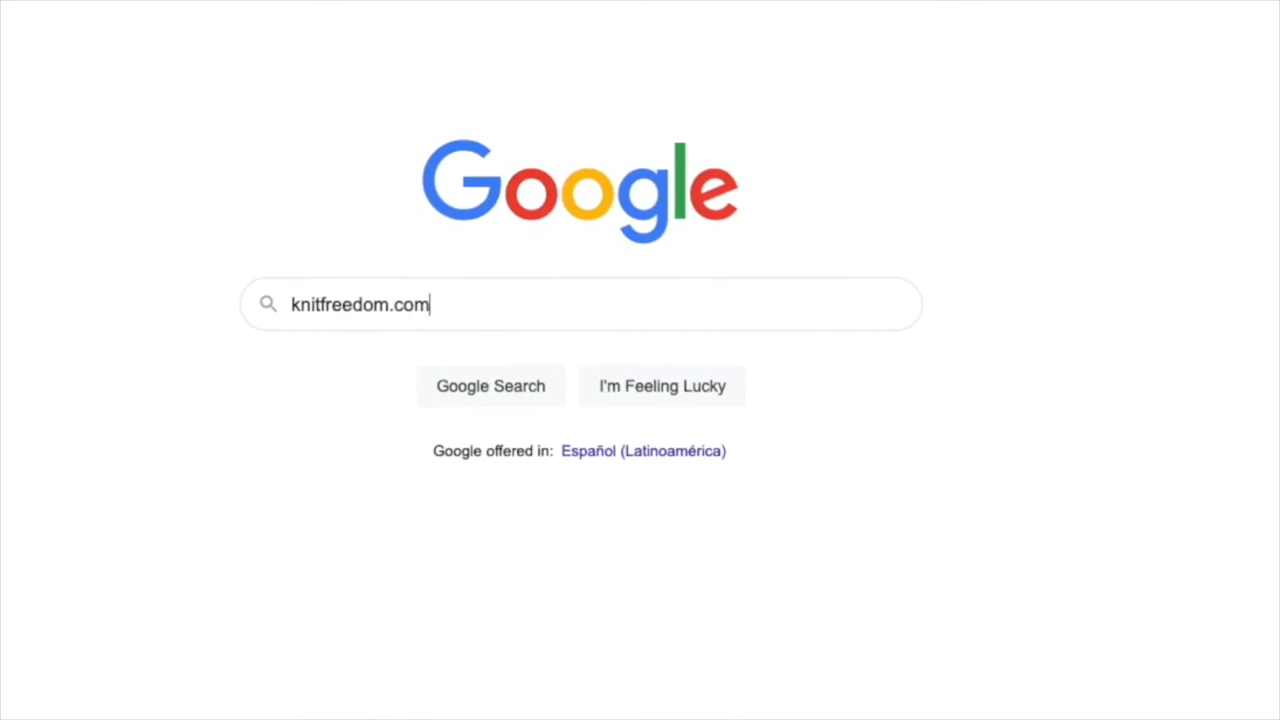 Google
knitfreedom.com
Google Search I'm Feeling Lucky
Google offered in: Español (Latinoamérica)